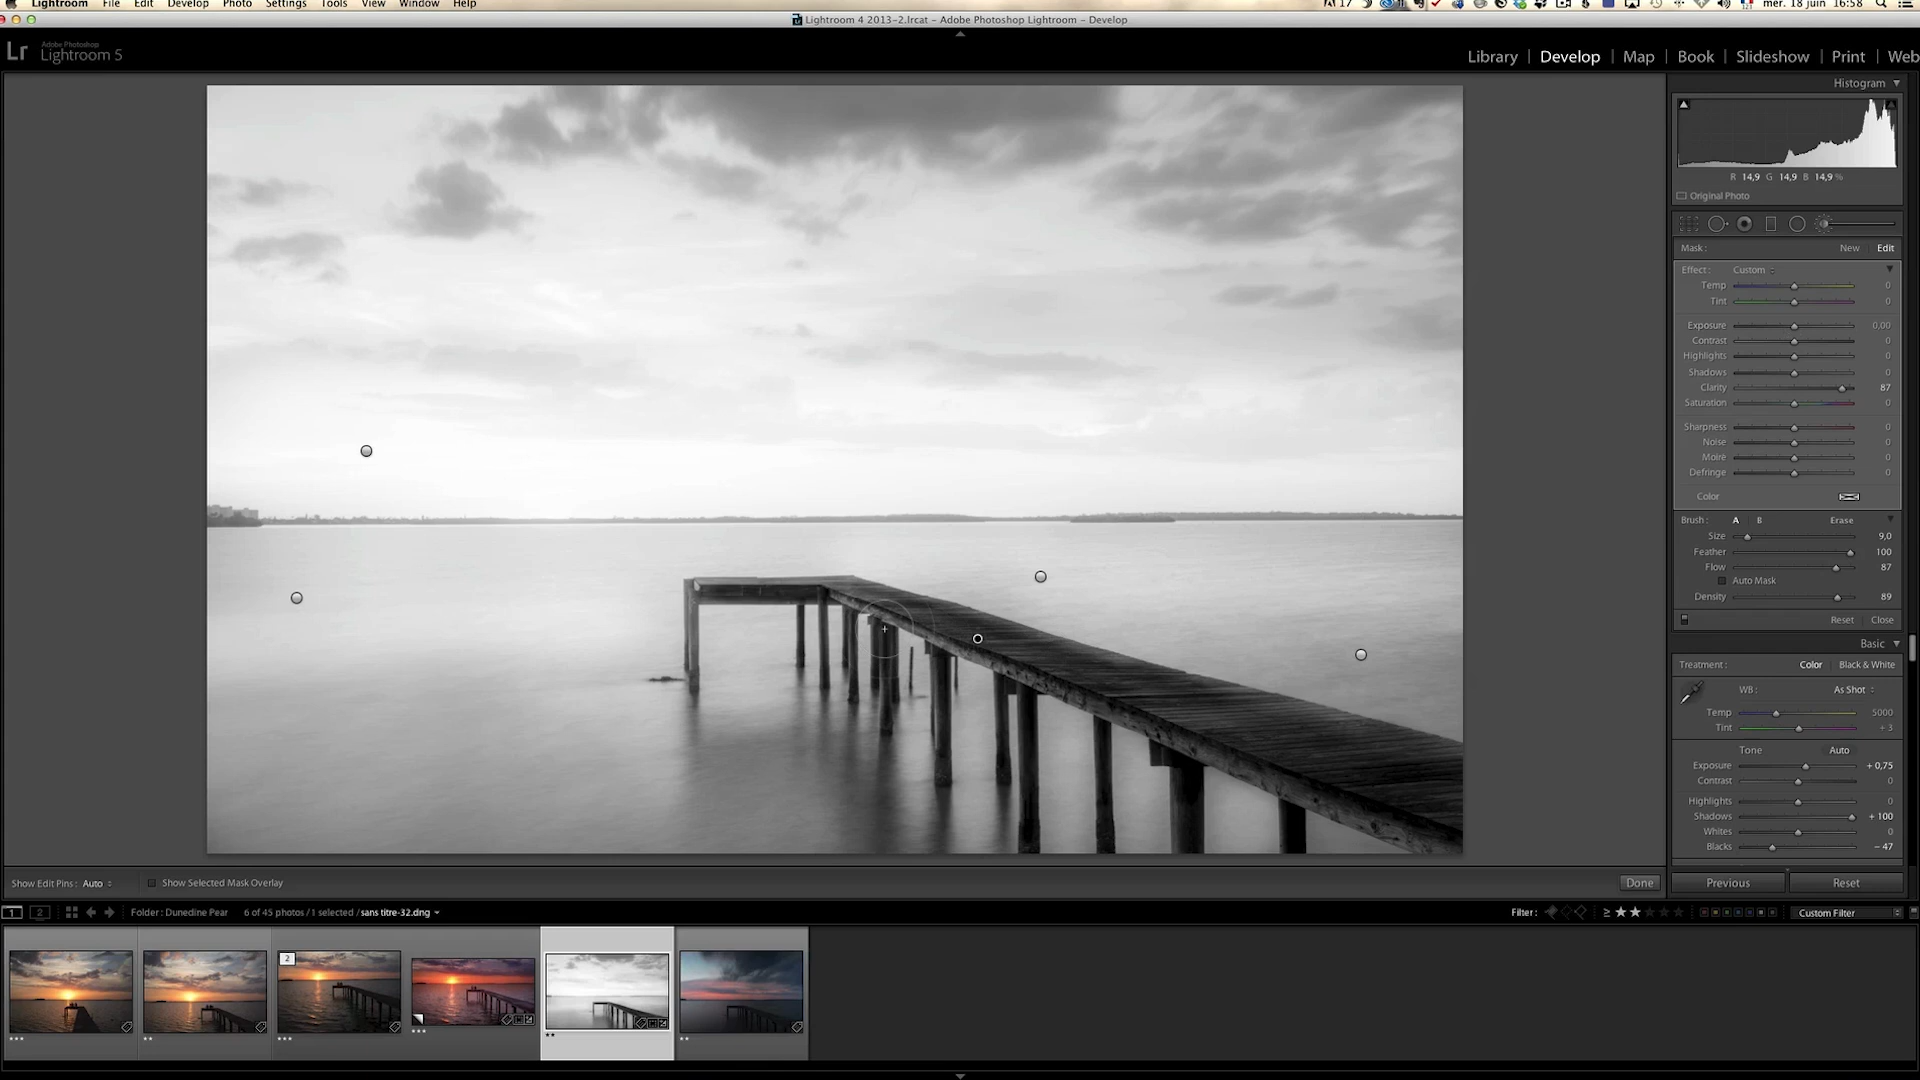 Lightroom File Edit Develop Photo Settings Tools View Window Help
17 mer. 18 juin 16:58
Lightroom 4 2013-2.lrcat – Adobe Photoshop Lightroom – Develop
Lr Adobe Photoshop
Lightroom 5
Library | Develop | Map | Book | Slideshow | Print | Web
Histogram
R 14,9 G 14,9 B 14,9 %
Original Photo
Mask : New Edit
Effect : Custom
Temp 0
Tint 0
Exposure 0,00
Contrast 0
Highlights 0
Shadows 0
Clarity 87
Saturation 0
Sharpness 0
Noise 0
Moire 0
Defringe 0
Color
Brush : A B Erase
Size 9,0
Feather 100
Flow 87
Auto Mask
Density 89
Reset Close
Basic
Treatment : Color Black & White
WB : As Shot
Temp 5000
Tint + 3
Tone Auto
Exposure + 0,75
Contrast 0
Highlights 0
Shadows + 100
Whites 0
Blacks – 47
Previous Reset
Show Edit Pins : Auto Show Selected Mask Overlay Done
1 2 Folder : Dunedine Pear 6 of 45 photos / 1 selected / sans titre-32.dng Filter : ≥ ★★ Custom Filter
2